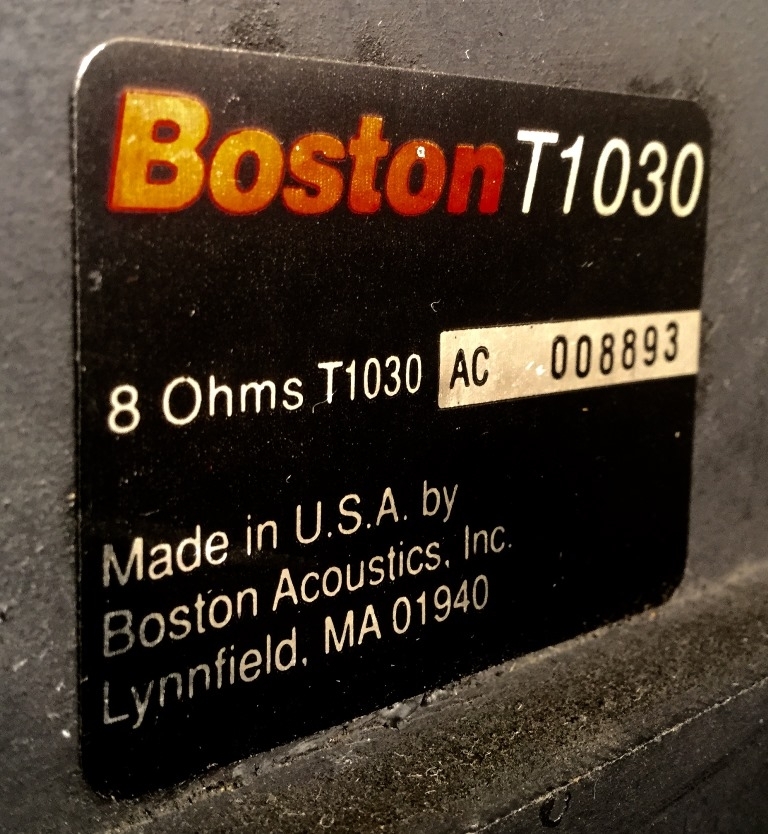 Boston T1030
8 Ohms T1030 AC 008893
Made in U.S.A. by
Boston Acoustics, Inc.
Lynnfield, MA 01940